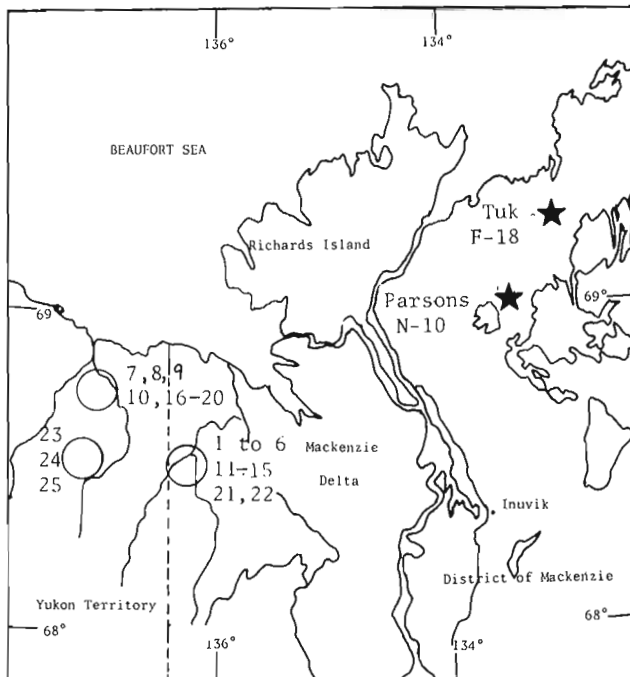 136° 134°
BEAUFORT SEA
Tuk
F-18
Richards Island
Parsons
N-10
69
69°
7,8,9
10,16-20
23
24
25
1 to 6
11-15
21,22
Mackenzie
Delta
Inuvik
District of Mackenzie
Yukon Territory
68°
68°
136° 134°